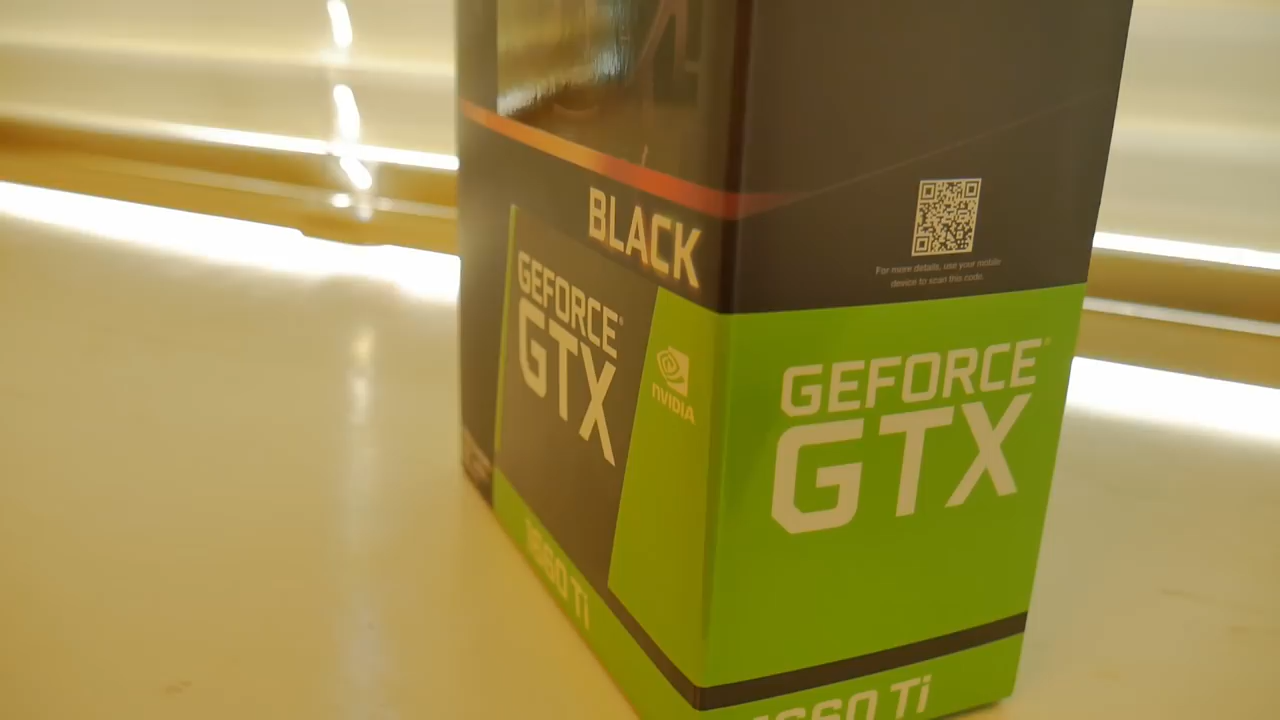 BLACK
GEFORCE®
GTX
NVIDIA
1660 Ti
For more details, use your mobile
device to scan this code.
GEFORCE®
GTX
1660 Ti